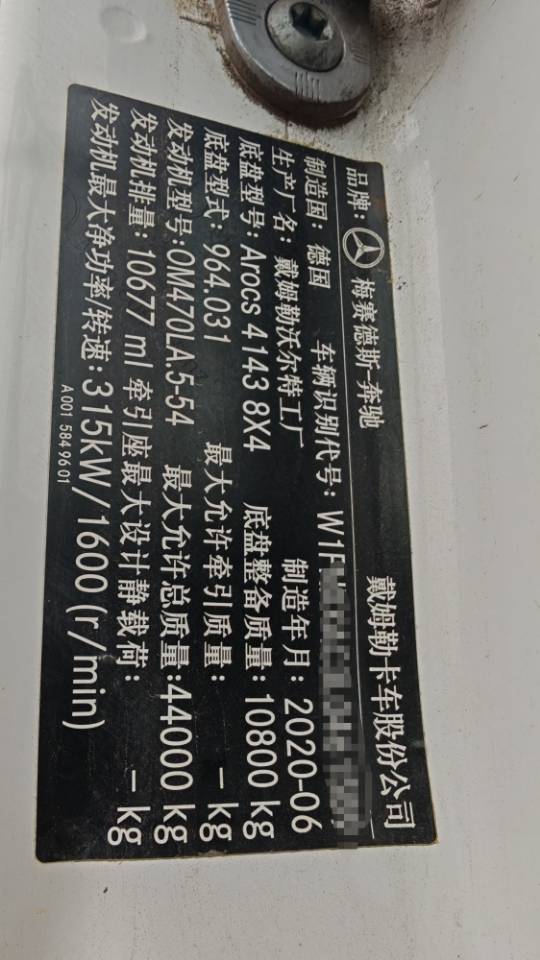 品牌: 梅赛德斯-奔驰 戴姆勒卡车股份公司
制造国: 德国 车辆识别代号: W1F
生产厂名: 戴姆勒沃尔特工厂 制造年月: 2020-06
底盘型号: Arocs 4143 8X4 底盘整备质量: 10800 kg
底盘型式: 964.031 最大允许牵引质量: – kg
发动机型号: OM470LA.5-54 最大允许总质量: 44000 kg
发动机排量: 10677 ml 牵引座最大设计静载荷: – kg
发动机最大净功率/转速: 315kW/1600 (r/min)
A 001 584 96 01